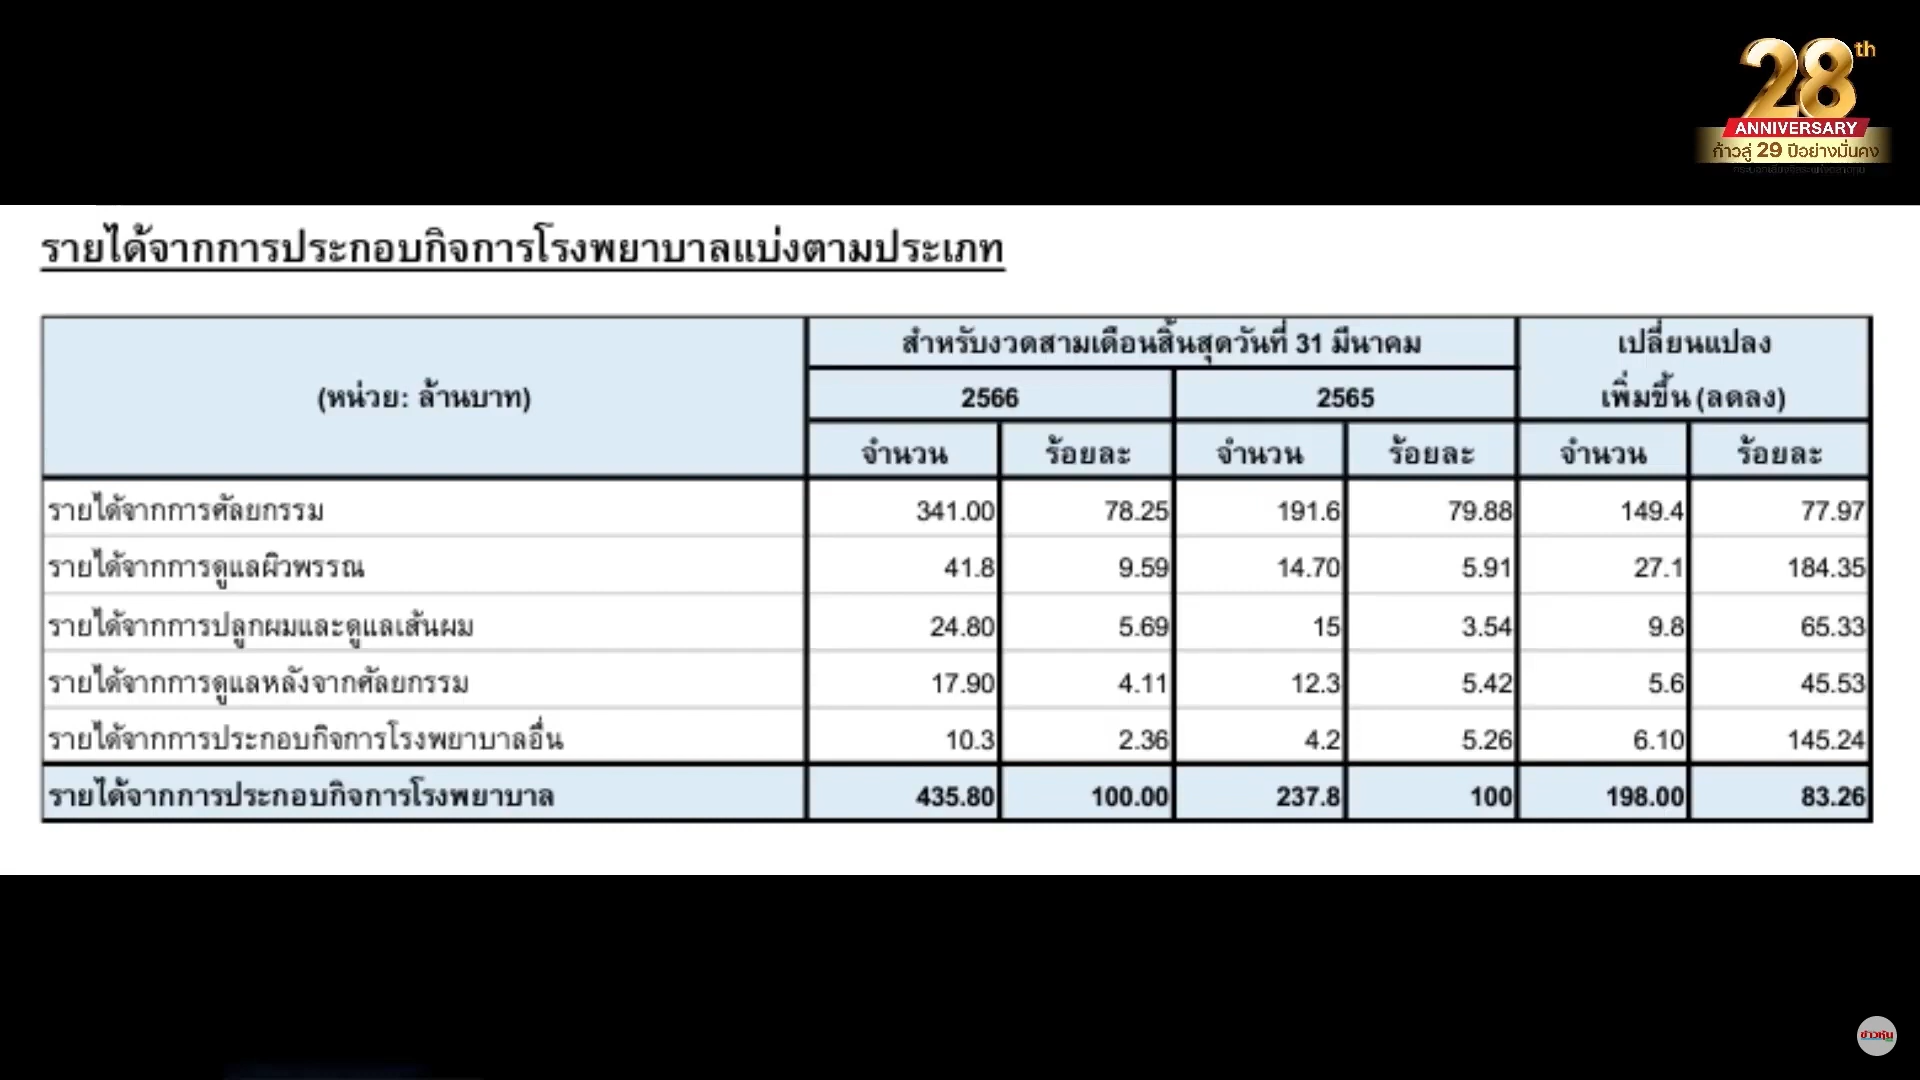 28th
ANNIVERSARY
ก้าวสู่ 29 ปีอย่างมั่นคง
รายได้จากการประกอบกิจการโรงพยาบาลแบ่งตามประเภท
(หน่วย: ล้านบาท) สำหรับงวดสามเดือนสิ้นสุดวันที่ 31 มีนาคม เปลี่ยนแปลง
2566 2565 เพิ่มขึ้น (ลดลง)
จำนวน ร้อยละ จำนวน ร้อยละ จำนวน ร้อยละ
รายได้จากการศัลยกรรม 341.00 78.25 191.6 79.88 149.4 77.97
รายได้จากการดูแลผิวพรรณ 41.8 9.59 14.70 5.91 27.1 184.35
รายได้จากการปลูกผมและดูแลเส้นผม 24.80 5.69 15 3.54 9.8 65.33
รายได้จากการดูแลหลังจากศัลยกรรม 17.90 4.11 12.3 5.42 5.6 45.53
รายได้จากการประกอบกิจการโรงพยาบาลอื่น 10.3 2.36 4.2 5.26 6.10 145.24
รายได้จากการประกอบกิจการโรงพยาบาล 435.80 100.00 237.8 100 198.00 83.26
ข่าวหุ้น